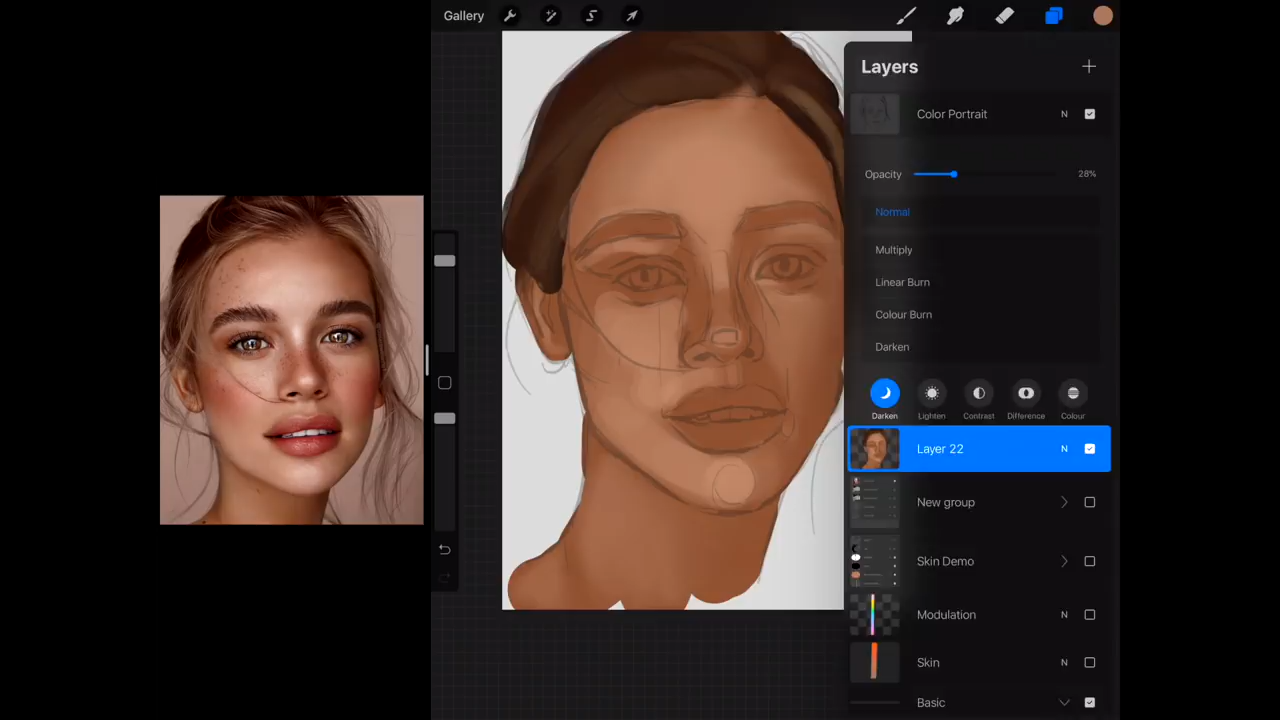 Gallery
Layers
Color Portrait N
Opacity 28%
Normal
Multiply
Linear Burn
Colour Burn
Darken
Darken Lighten Contrast Difference Colour
Layer 22 N
New group
Skin Demo
Modulation N
Skin N
Basic